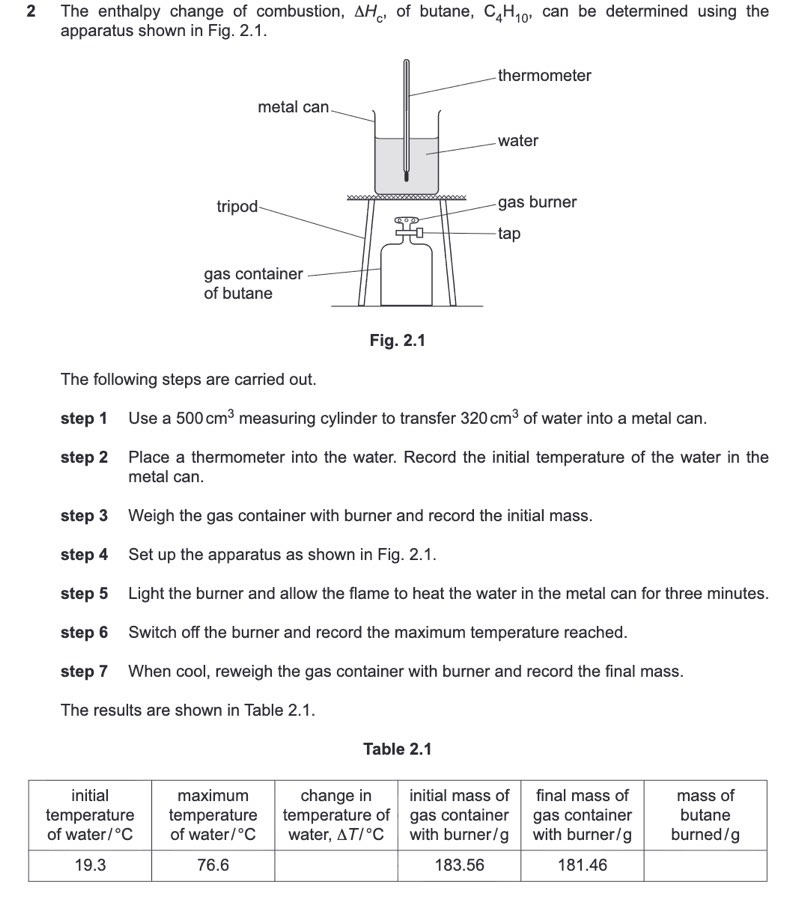 2 The enthalpy change of combustion, ΔHc, of butane, C4H10, can be determined using the
apparatus shown in Fig. 2.1.
thermometer
metal can
water
tripod
gas burner
tap
gas container
of butane
Fig. 2.1
The following steps are carried out.
step 1 Use a 500 cm³ measuring cylinder to transfer 320 cm³ of water into a metal can.
step 2 Place a thermometer into the water. Record the initial temperature of the water in the
metal can.
step 3 Weigh the gas container with burner and record the initial mass.
step 4 Set up the apparatus as shown in Fig. 2.1.
step 5 Light the burner and allow the flame to heat the water in the metal can for three minutes.
step 6 Switch off the burner and record the maximum temperature reached.
step 7 When cool, reweigh the gas container with burner and record the final mass.
The results are shown in Table 2.1.
Table 2.1
initial maximum change in initial mass of final mass of mass of
temperature temperature temperature of gas container gas container butane
of water/°C of water/°C water, ΔT/°C with burner/g with burner/g burned/g
19.3 76.6 183.56 181.46